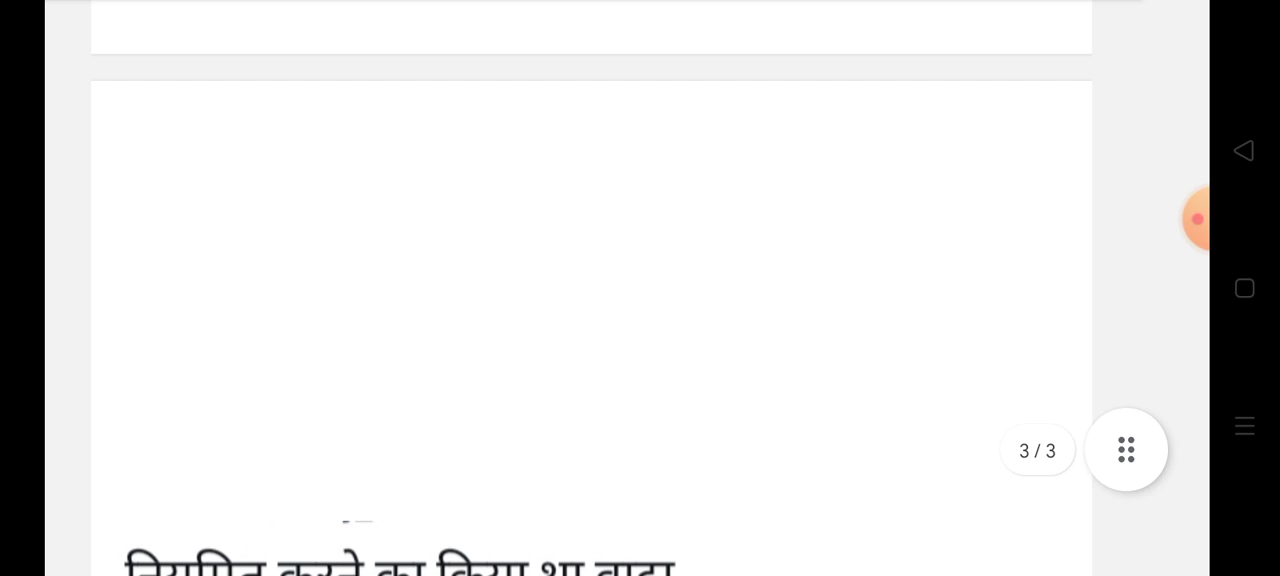 3 / 3
नियमित करने का किया था वादा